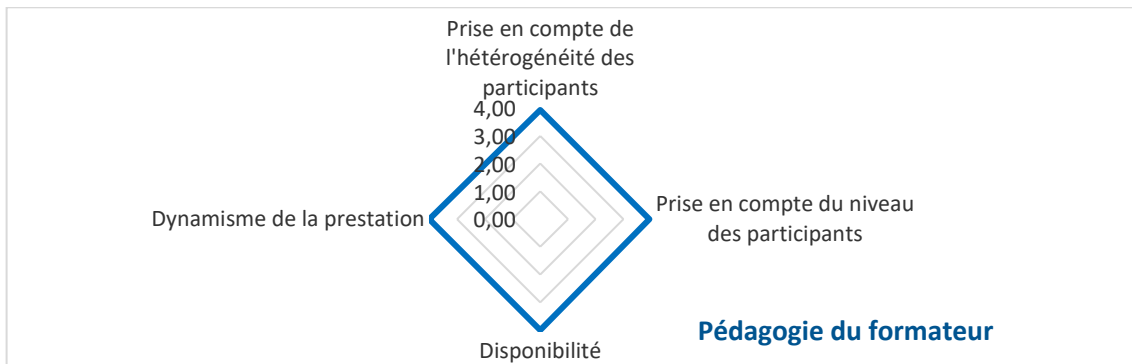 Prise en compte de
l'hétérogénéité des
participants
4,00
3,00
2,00
1,00
0,00
Dynamisme de la prestation
Prise en compte du niveau
des participants
Pédagogie du formateur
Disponibilité